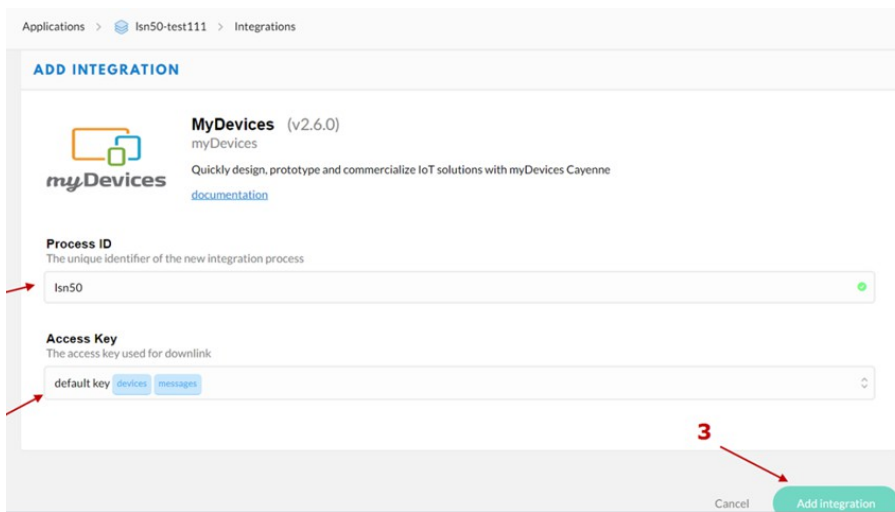 Applications > lsn50-test111 > Integrations
ADD INTEGRATION
MyDevices (v2.6.0)
myDevices
Quickly design, prototype and commercialize IoT solutions with myDevices Cayenne
documentation
myDevices
Process ID
The unique identifier of the new integration process
lsn50
Access Key
The access key used for downlink
default key devices messages
3
Cancel Add integration